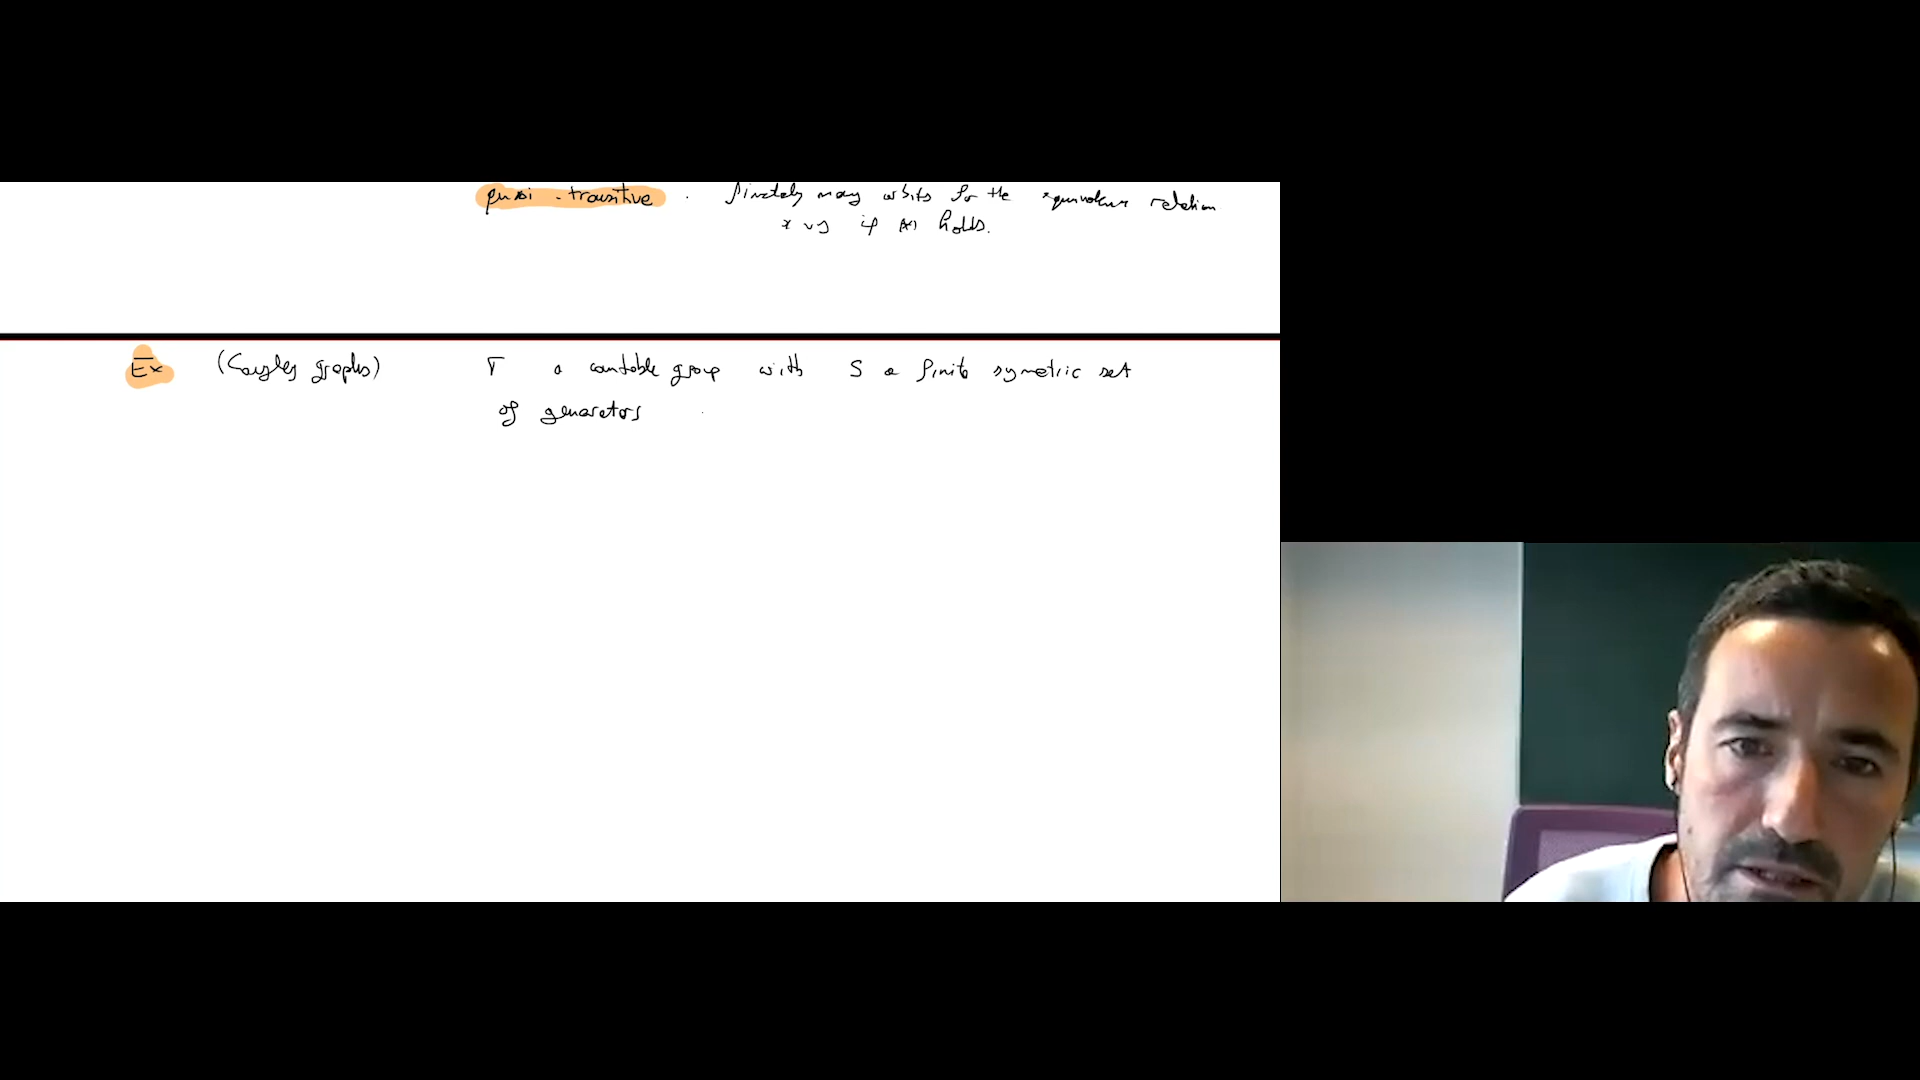 quasi-transitive. finitely many orbits for the equivalence relation
x ~ y if (*) holds.
Ex (Cayley graphs) Γ a countable group with S a finite symetric set
of generators